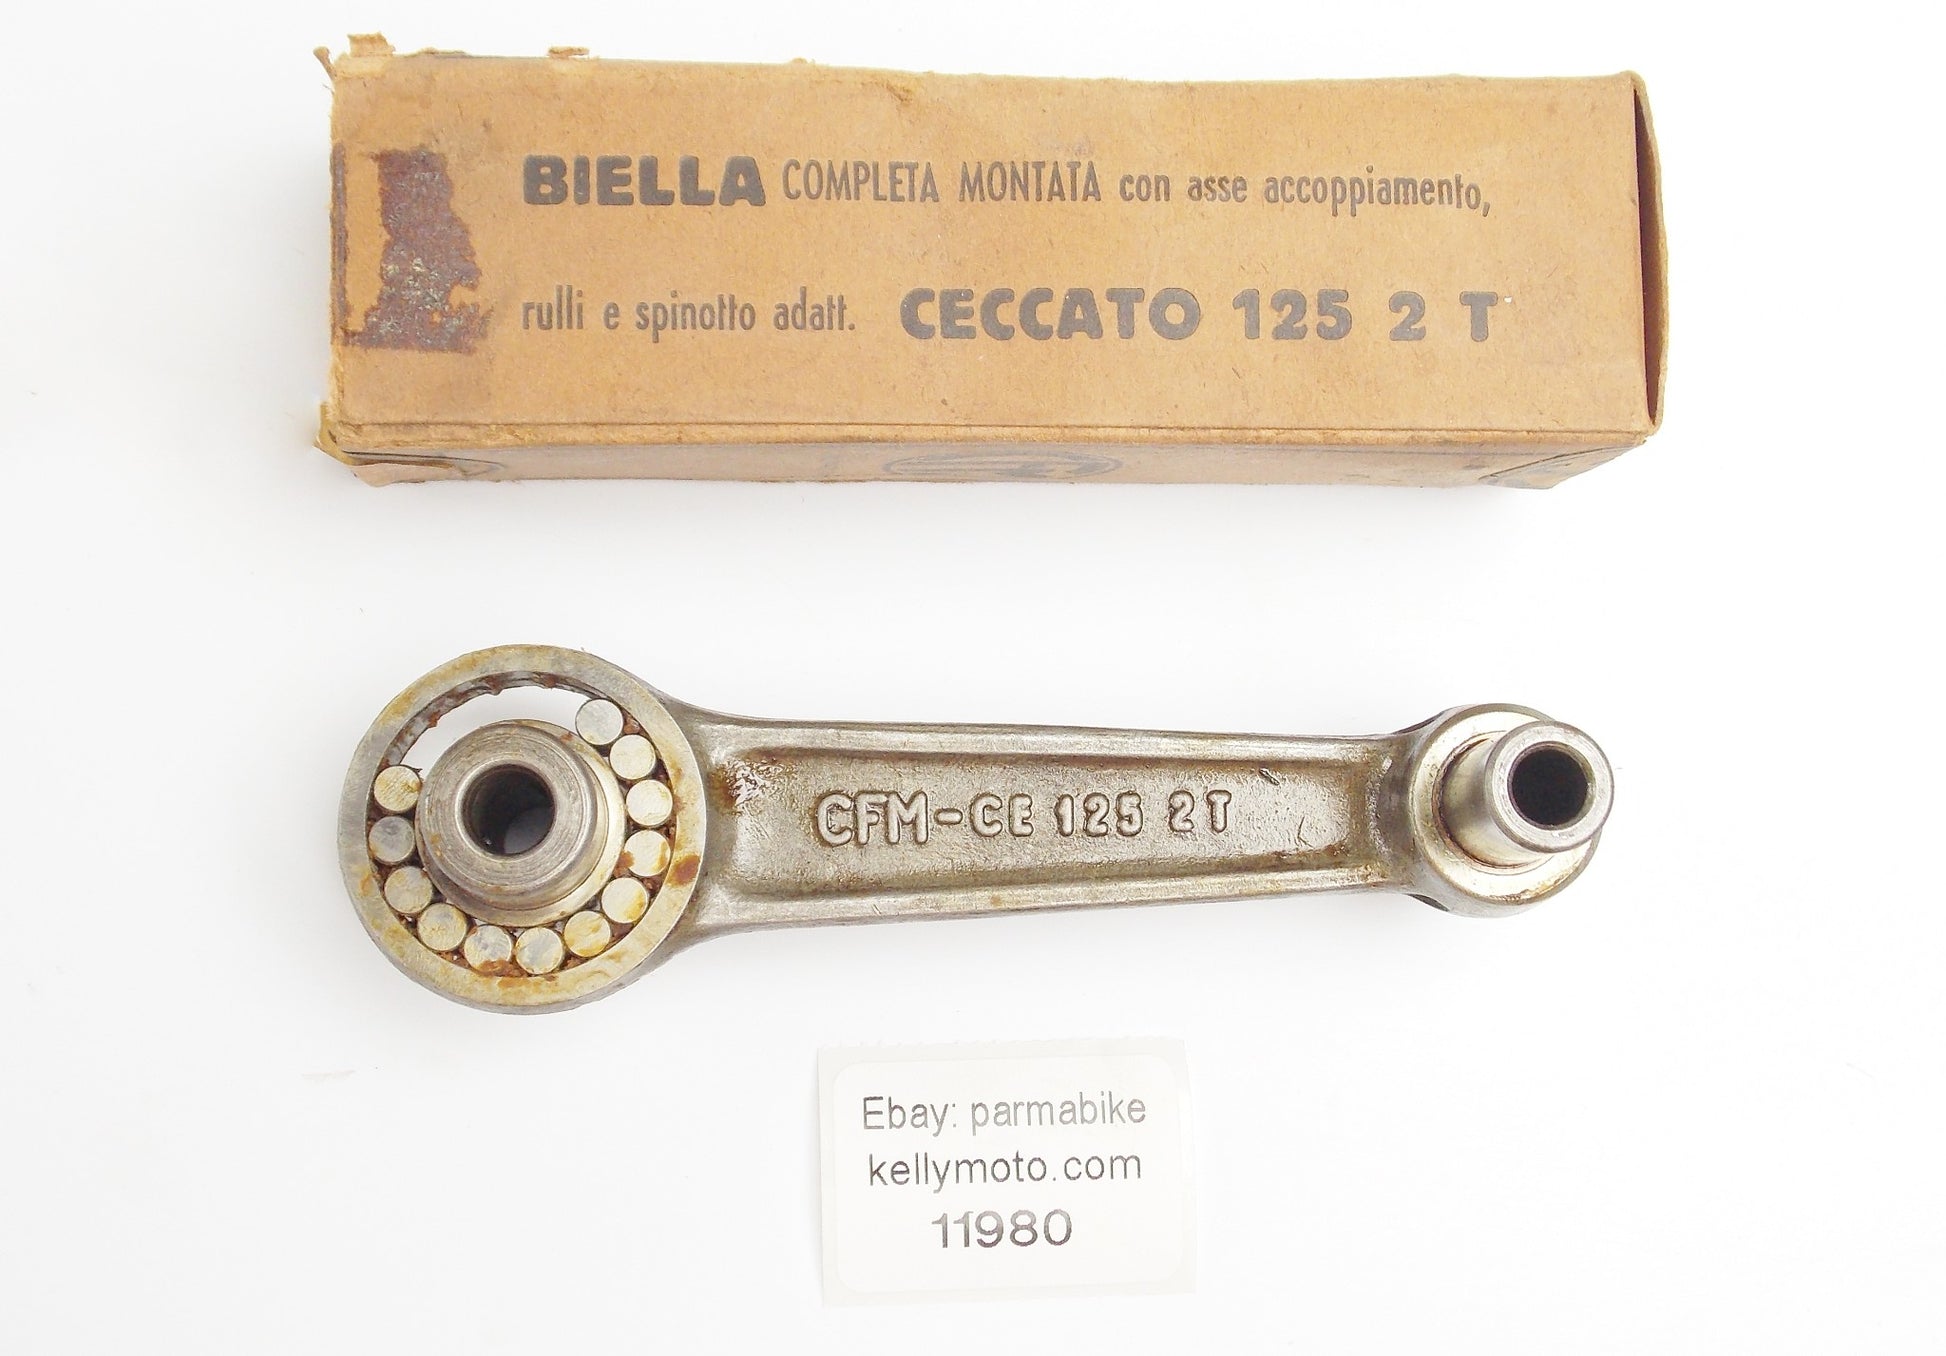 BIELLA COMPLETA MONTATA con asse accoppiamento,
rulli e spinotto adatt. CECCATO 125 2 T
CFM-CE 125 2T
Ebay: parmabike
kellymoto.com
11980